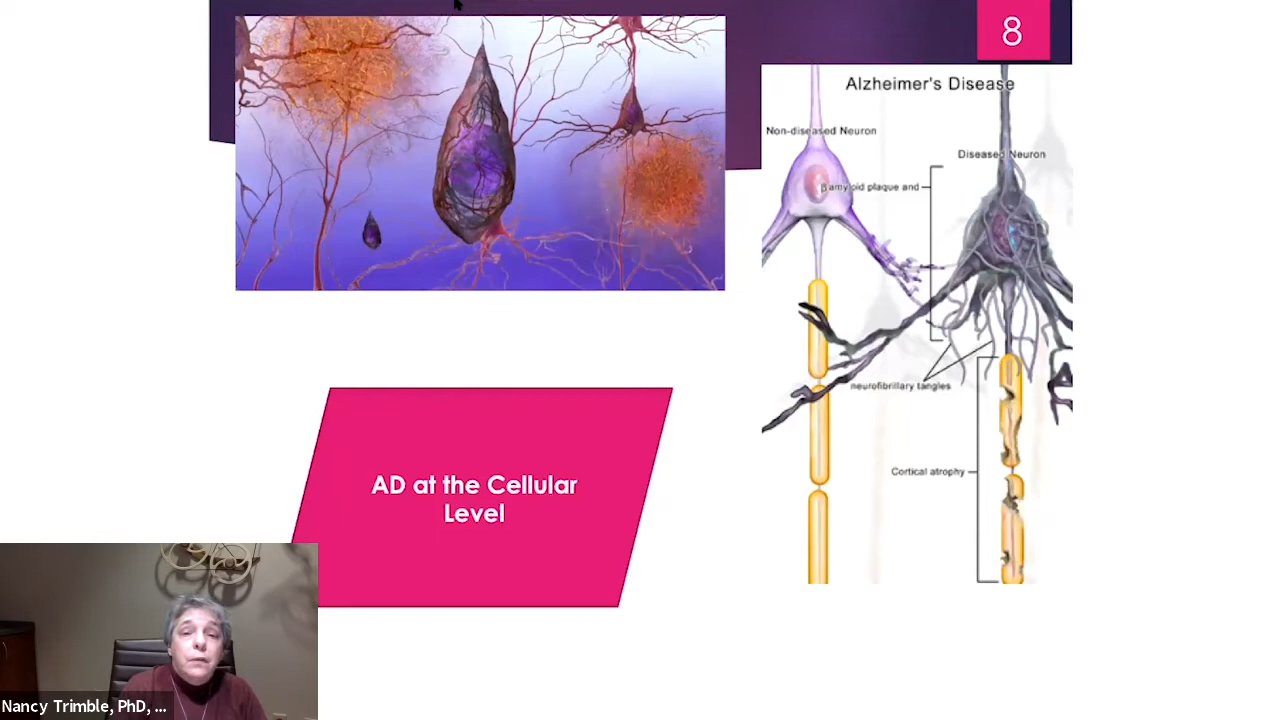 8
Alzheimer's Disease
Non-diseased Neuron
Diseased Neuron
β amyloid plaque and
neurofibrillary tangles
Cortical atrophy
AD at the Cellular
Level
Nancy Trimble, PhD, ...